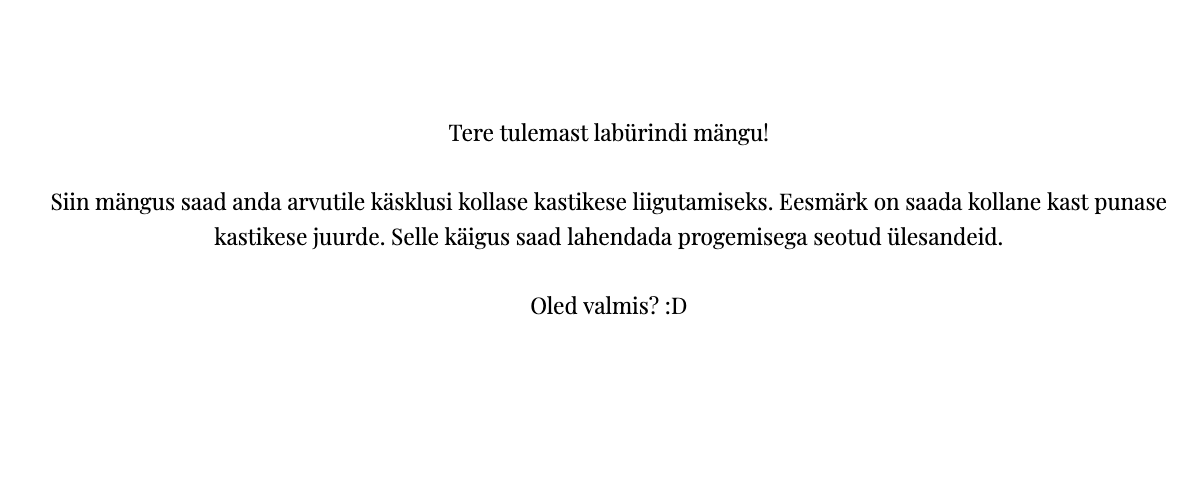 Tere tulemast labürindi mängu!
Siin mängus saad anda arvutile käsklusi kollase kastikese liigutamiseks. Eesmärk on saada kollane kast punase
kastikese juurde. Selle käigus saad lahendada progemisega seotud ülesandeid.
Oled valmis? :D